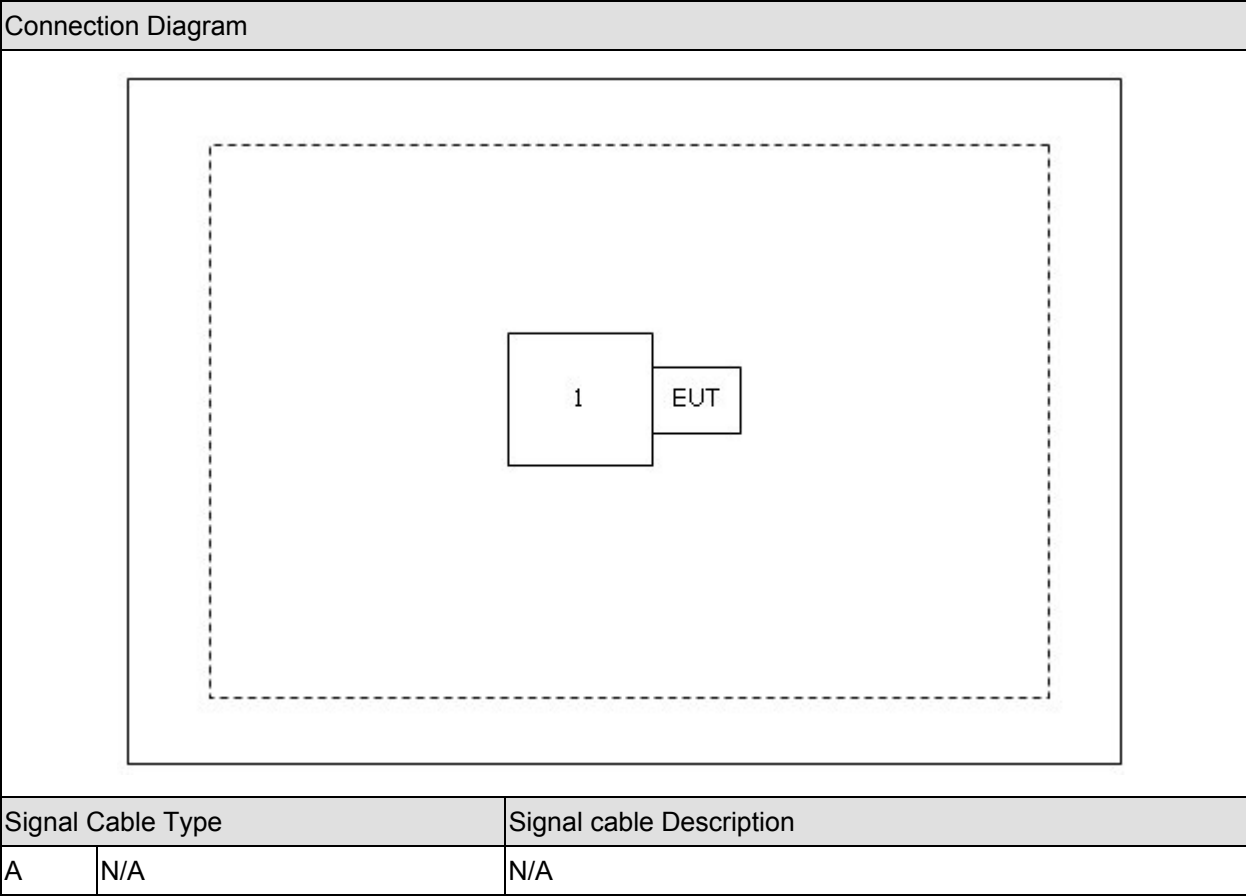 Connection Diagram
1 EUT
Signal Cable Type Signal cable Description
A N/A N/A